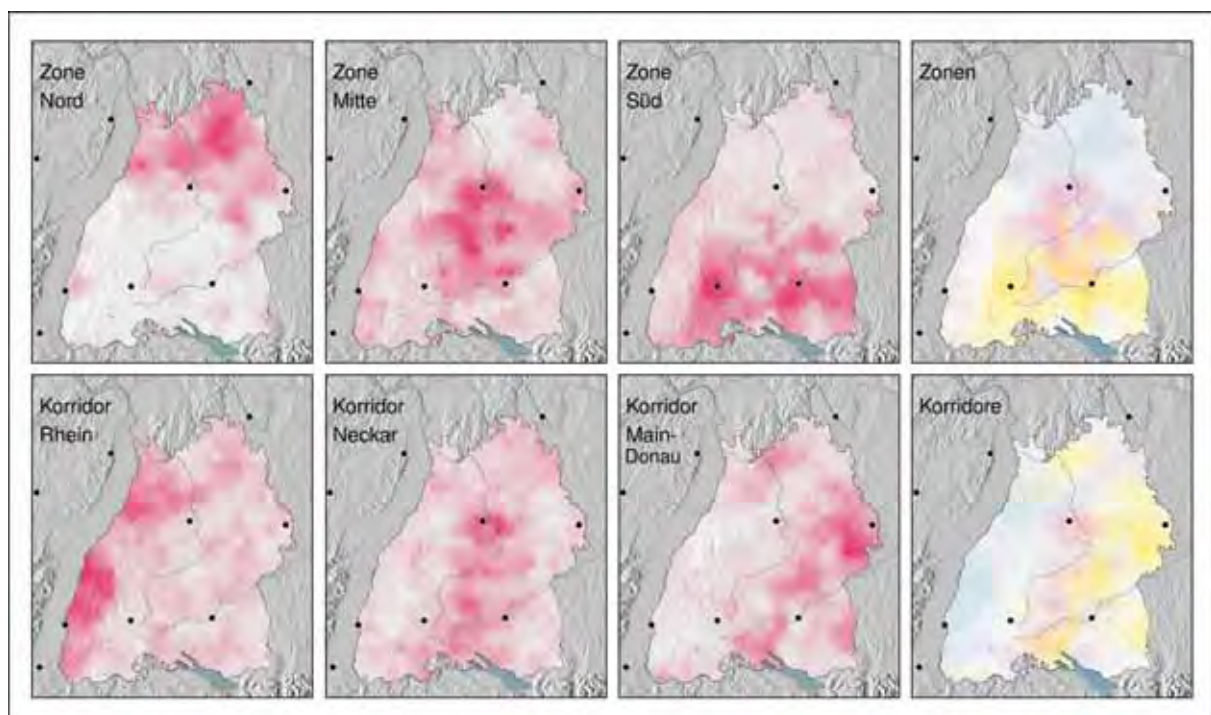 Zone
Nord
Zone
Mitte
Zone
Süd
Zonen
Korridor
Rhein
Korridor
Neckar
Korridor
Main-
Donau
Korridore